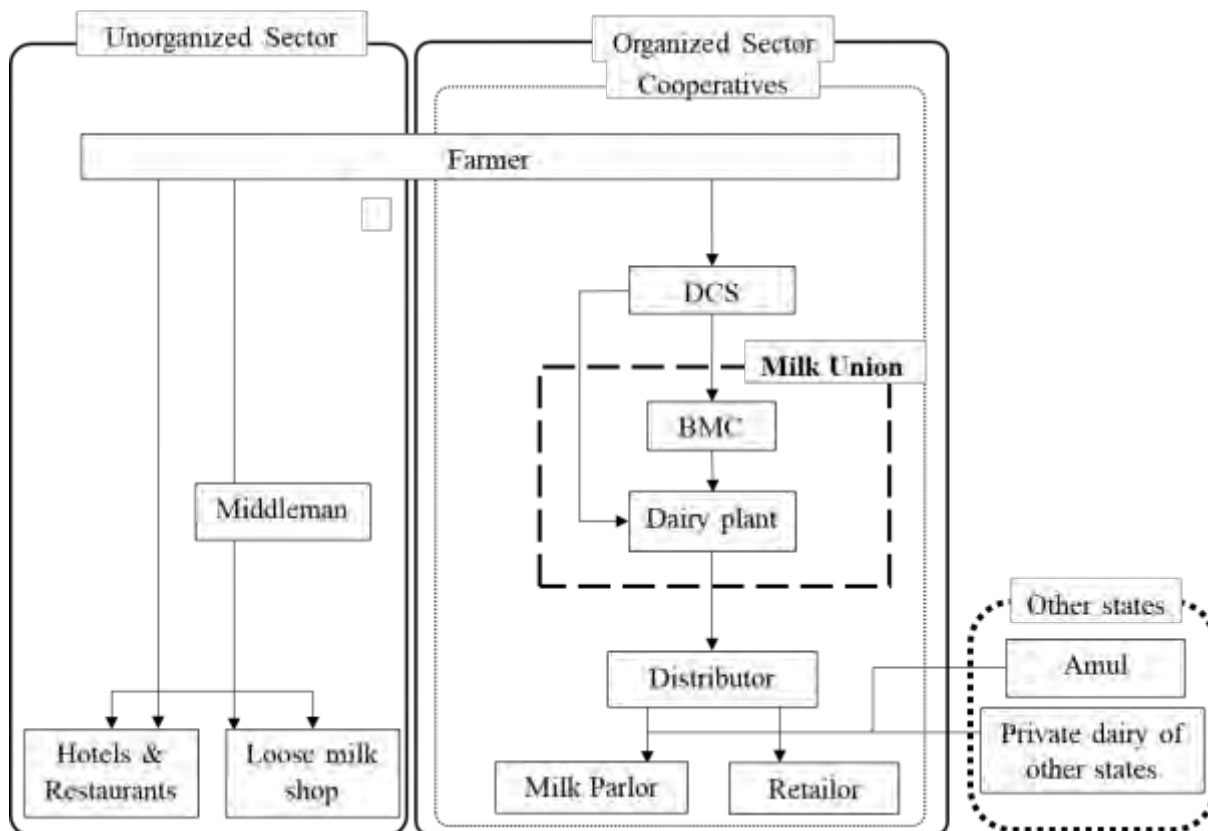 Unorganized Sector
Organized Sector
Cooperatives
Farmer
DCS
Milk Union
BMC
Middleman
Dairy plant
Other states
Distributor
Amul
Hotels &
Restaurants
Loose milk
shop
Milk Parlor
Retailor
Private dairy of
other states